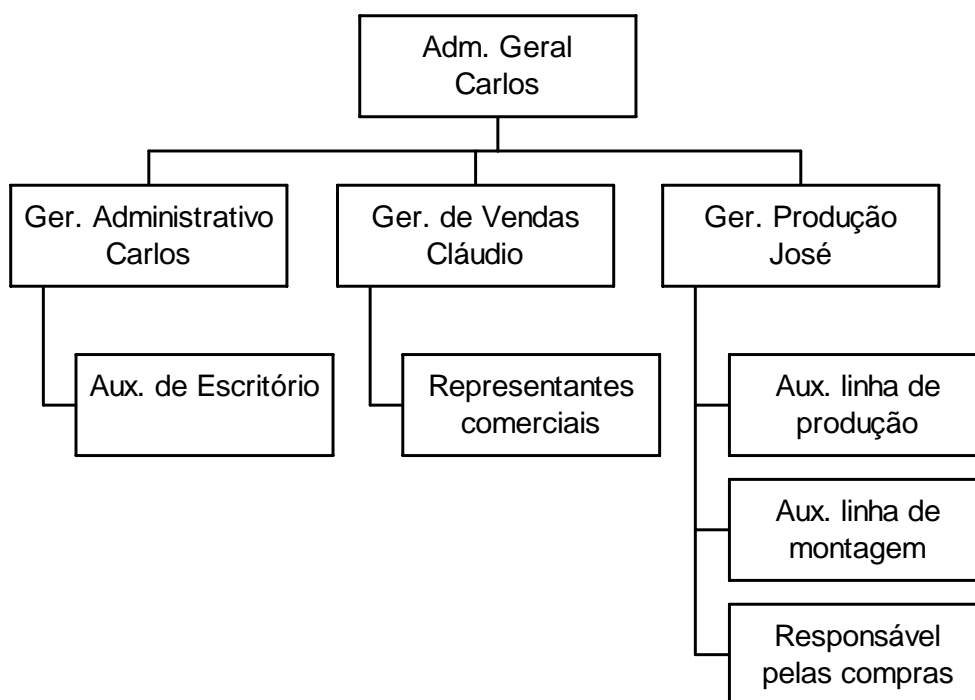 Adm. Geral
Carlos
Ger. Administrativo
Carlos
Ger. de Vendas
Cláudio
Ger. Produção
José
Aux. de Escritório
Representantes
comerciais
Aux. linha de
produção
Aux. linha de
montagem
Responsável
pelas compras